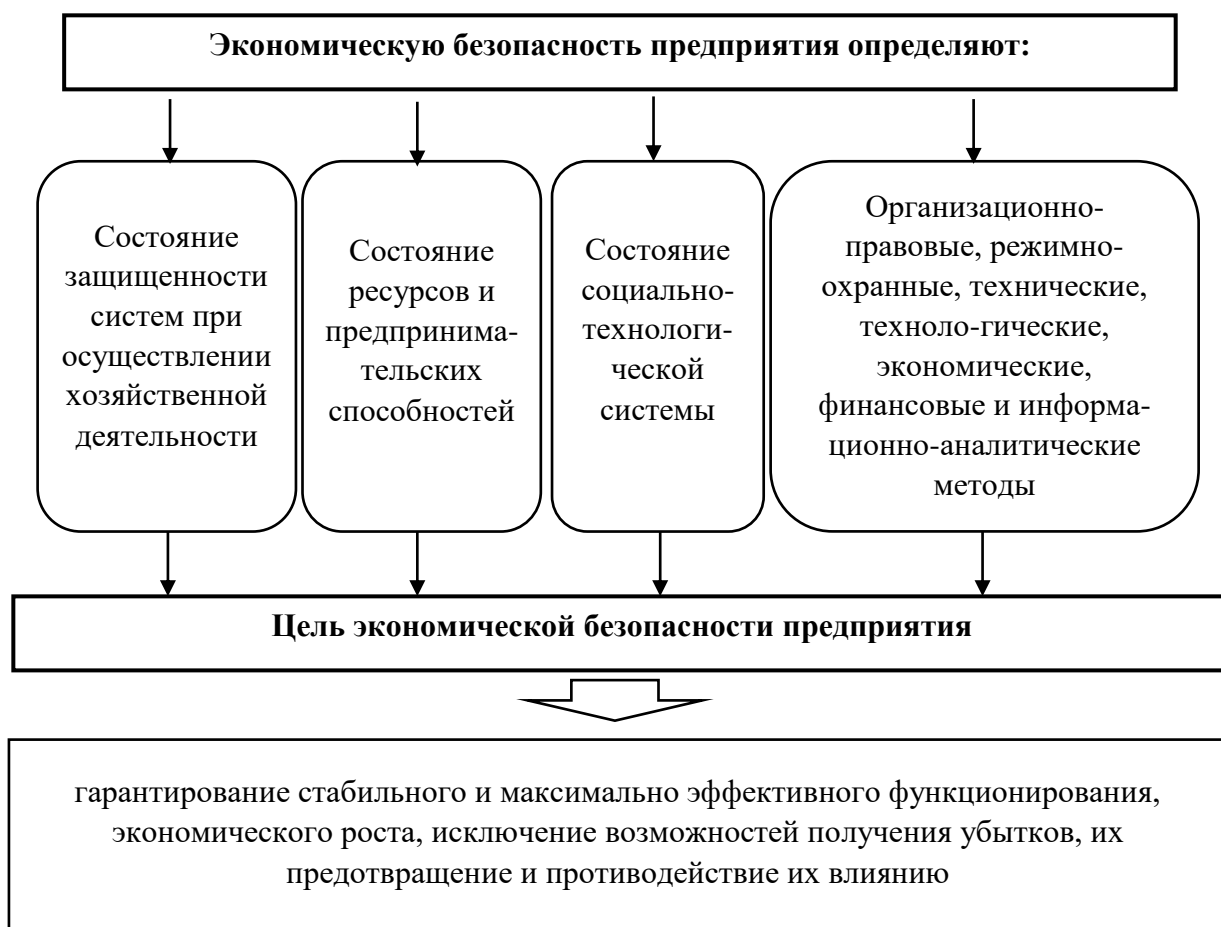 Экономическую безопасность предприятия определяют:
Состояние
защищенности
систем при
осуществлении
хозяйственной
деятельности
Состояние
ресурсов и
предпринима-
тельских
способностей
Состояние
социально-
технологи-
ческой
системы
Организационно-
правовые, режимно-
охранные, технические,
техноло-гические,
экономические,
финансовые и информа-
ционно-аналитические
методы
Цель экономической безопасности предприятия
гарантирование стабильного и максимально эффективного функционирования,
экономического роста, исключение возможностей получения убытков, их
предотвращение и противодействие их влиянию